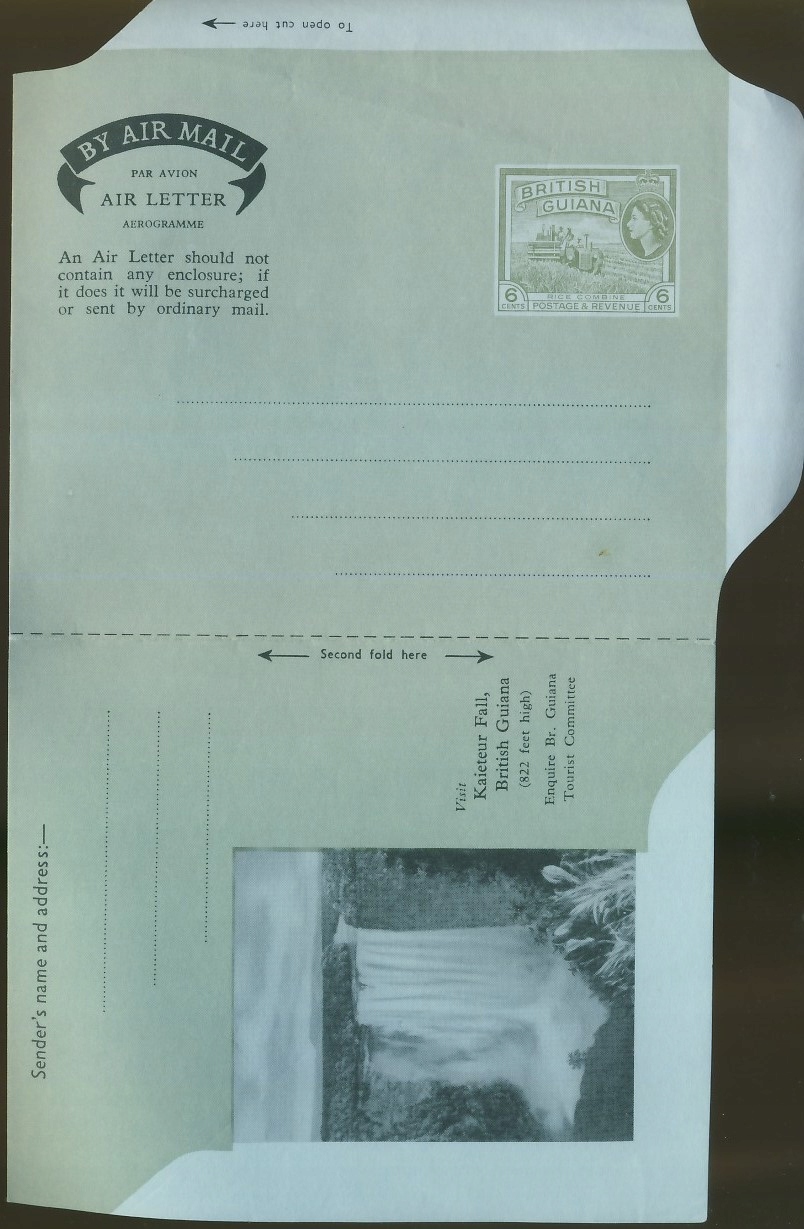 To open cut here
BY AIR MAIL
PAR AVION
AIR LETTER
AEROGRAMME
An Air Letter should not
contain any enclosure; if
it does it will be surcharged
or sent by ordinary mail.
BRITISH
GUIANA
RICE COMBINE
6 CENTS
POSTAGE & REVENUE
6 CENTS
Second fold here
Visit
Kaieteur Fall,
British Guiana
(822 feet high)
Enquire Br. Guiana
Tourist Committee
Sender's name and address:—